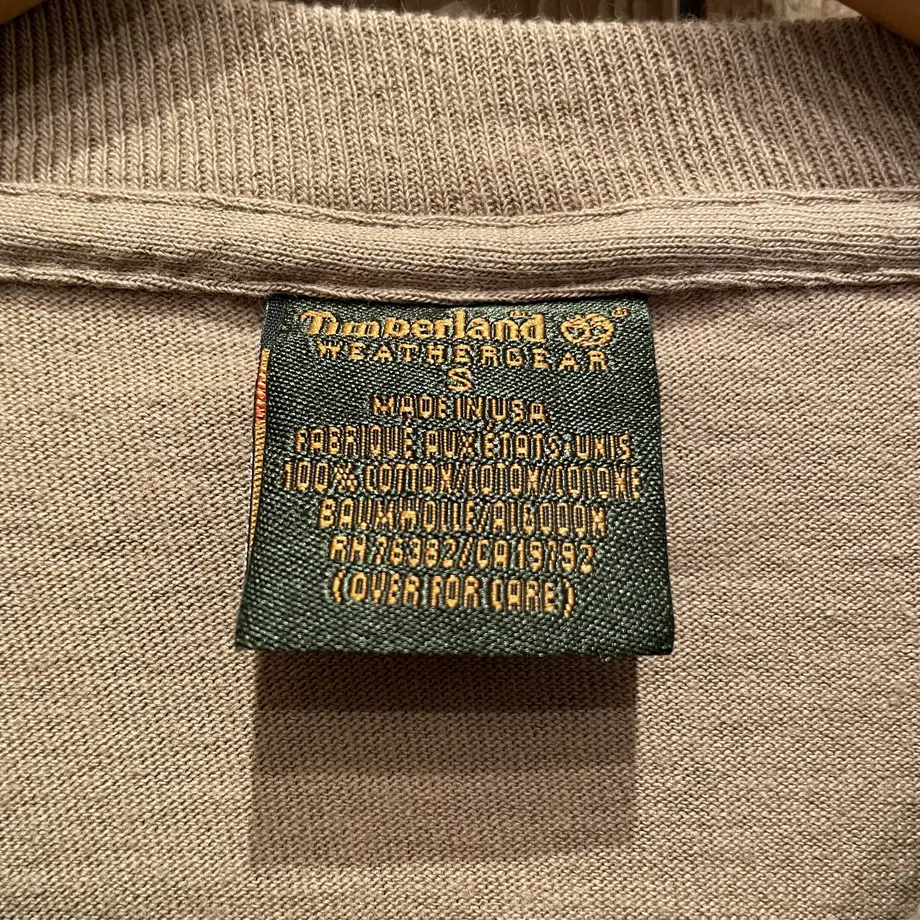 Timberland®
WEATHERGEAR
S
MADE IN USA
FABRIQUÉ AUX ÉTATS-UNIS
100% COTTON/COTON/COTONE
BAUMWOLLE/ALGODON
RN 76382/CA19792
(OVER FOR CARE)